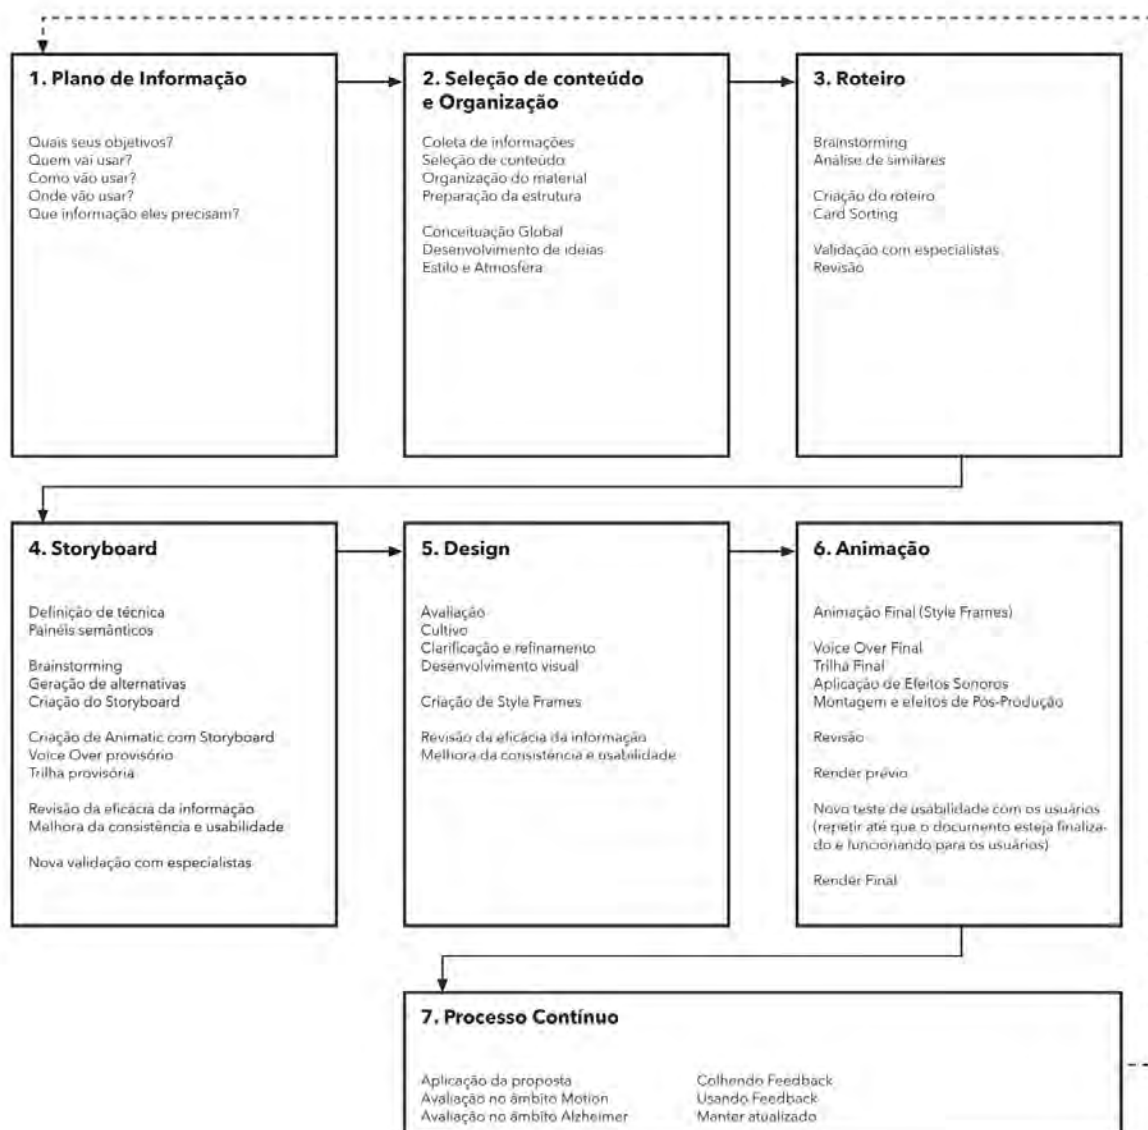 1. Plano de Informação
Quais seus objetivos?
Quem vai usar?
Como vão usar?
Onde vão usar?
Que informação eles precisam?
2. Seleção de conteúdo
e Organização
Coleta de informações
Seleção de conteúdo
Organização do material
Preparação da estrutura
Conceituação Global
Desenvolvimento de ideias
Estilo e Atmosfera
3. Roteiro
Brainstorming
Análise de similares
Criação do roteiro
Card Sorting
Validação com especialistas
Revisão
4. Storyboard
Definição de técnica
Painéis semânticos
Brainstorming
Geração de alternativas
Criação do Storyboard
Criação de Animatic com Storyboard
Voice Over provisório
Trilha provisória
Revisão da eficácia da informação
Melhora da consistência e usabilidade
Nova validação com especialistas
5. Design
Avaliação
Cultivo
Clarificação e refinamento
Desenvolvimento visual
Criação de Style Frames
Revisão da eficácia da informação
Melhora da consistência e usabilidade
6. Animação
Animação Final (Style Frames)
Voice Over Final
Trilha Final
Aplicação de Efeitos Sonoros
Montagem e efeitos de Pós-Produção
Revisão
Render prévio
Novo teste de usabilidade com os usuários
(repetir até que o documento esteja finaliza-
do e funcionando para os usuários)
Render Final
7. Processo Contínuo
Aplicação da proposta
Avaliação no âmbito Motion
Avaliação no âmbito Alzheimer
Colhendo Feedback
Usando Feedback
Manter atualizado